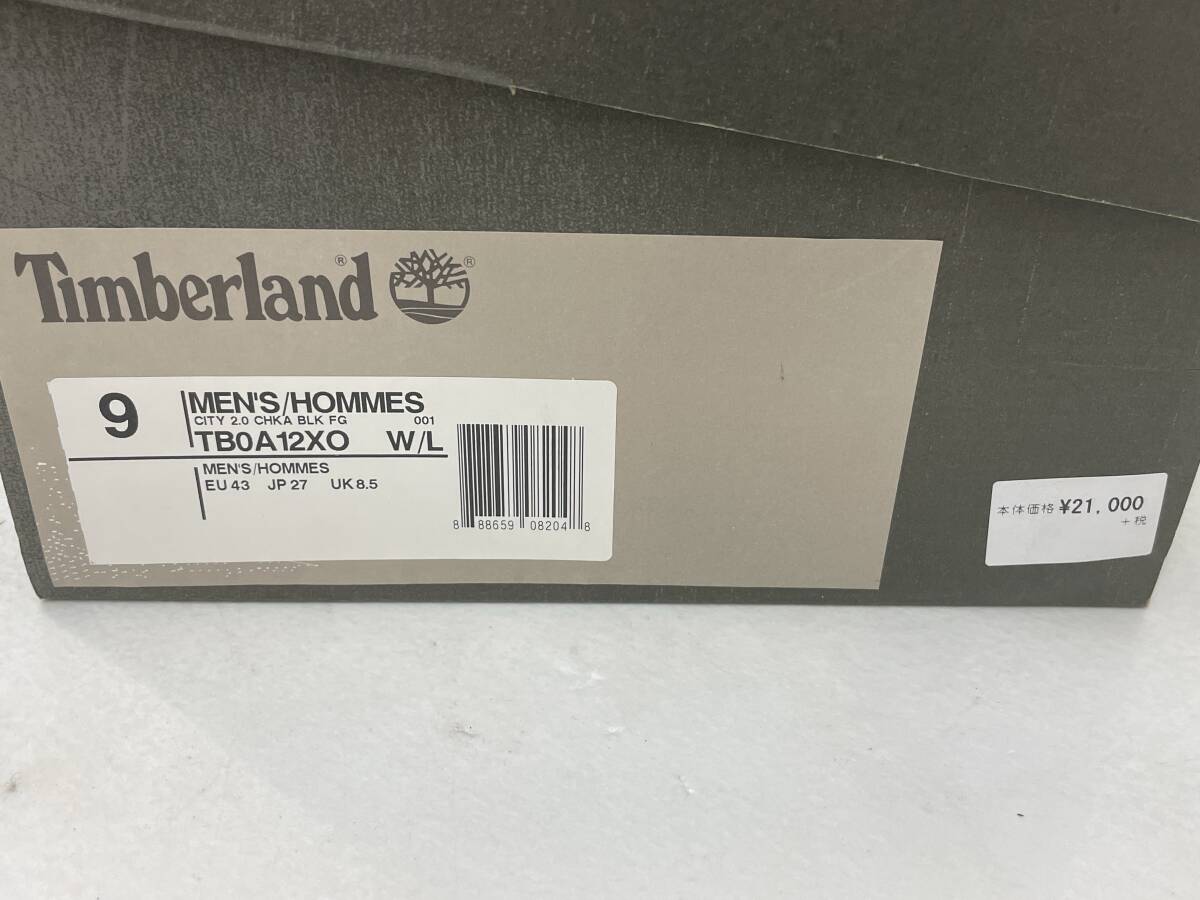 Timberland® ®
9
MEN'S/HOMMES
CITY 2.0 CHKA BLK FG 001
TB0A12XO W/L
MEN'S/HOMMES
EU 43 JP 27 UK 8.5
8 88659 08204 8
本体価格 ¥21,000
+税